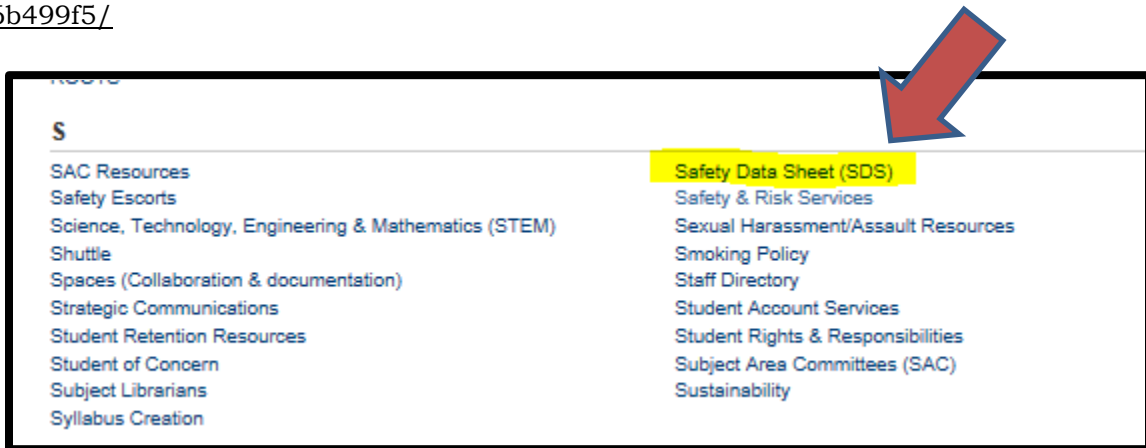 5b499f5/
S
SAC Resources
Safety Escorts
Science, Technology, Engineering & Mathematics (STEM)
Shuttle
Spaces (Collaboration & documentation)
Strategic Communications
Student Retention Resources
Student of Concern
Subject Librarians
Syllabus Creation
Safety Data Sheet (SDS)
Safety & Risk Services
Sexual Harassment/Assault Resources
Smoking Policy
Staff Directory
Student Account Services
Student Rights & Responsibilities
Subject Area Committees (SAC)
Sustainability